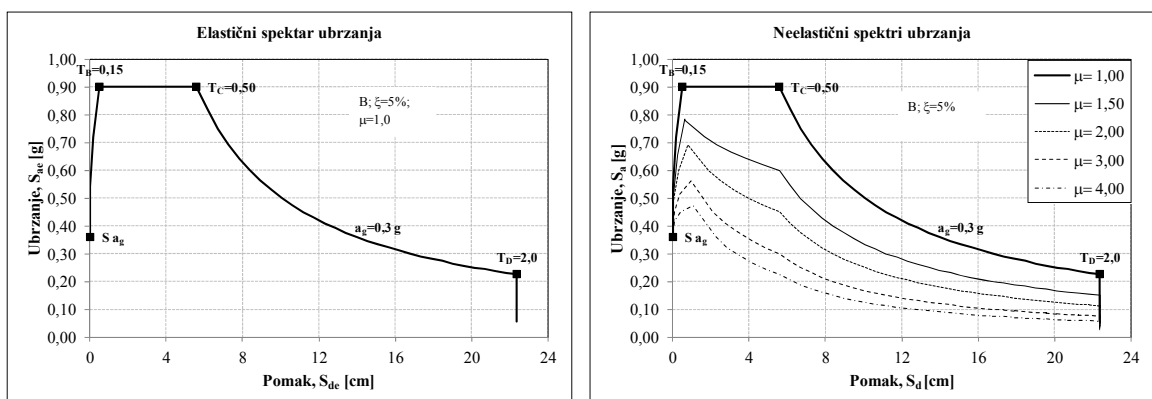 Elastični spektar ubrzanja
Ubrzanje, Sae [g]
1,00
0,90
0,80
0,70
0,60
0,50
0,40
0,30
0,20
0,10
0,00
TB=0,15
TC=0,50
B; ξ=5%;
μ=1,0
ag=0,3 g
S ag
TD=2,0
0 4 8 12 16 20 24
Pomak, Sde [cm]
Neelastični spektri ubrzanja
Ubrzanje, Sa [g]
1,00
0,90
0,80
0,70
0,60
0,50
0,40
0,30
0,20
0,10
0,00
TB=0,15
TC=0,50
B; ξ=5%
μ= 1,00
μ= 1,50
μ= 2,00
μ= 3,00
μ= 4,00
ag=0,3 g
S ag
TD=2,0
0 4 8 12 16 20 24
Pomak, Sd [cm]